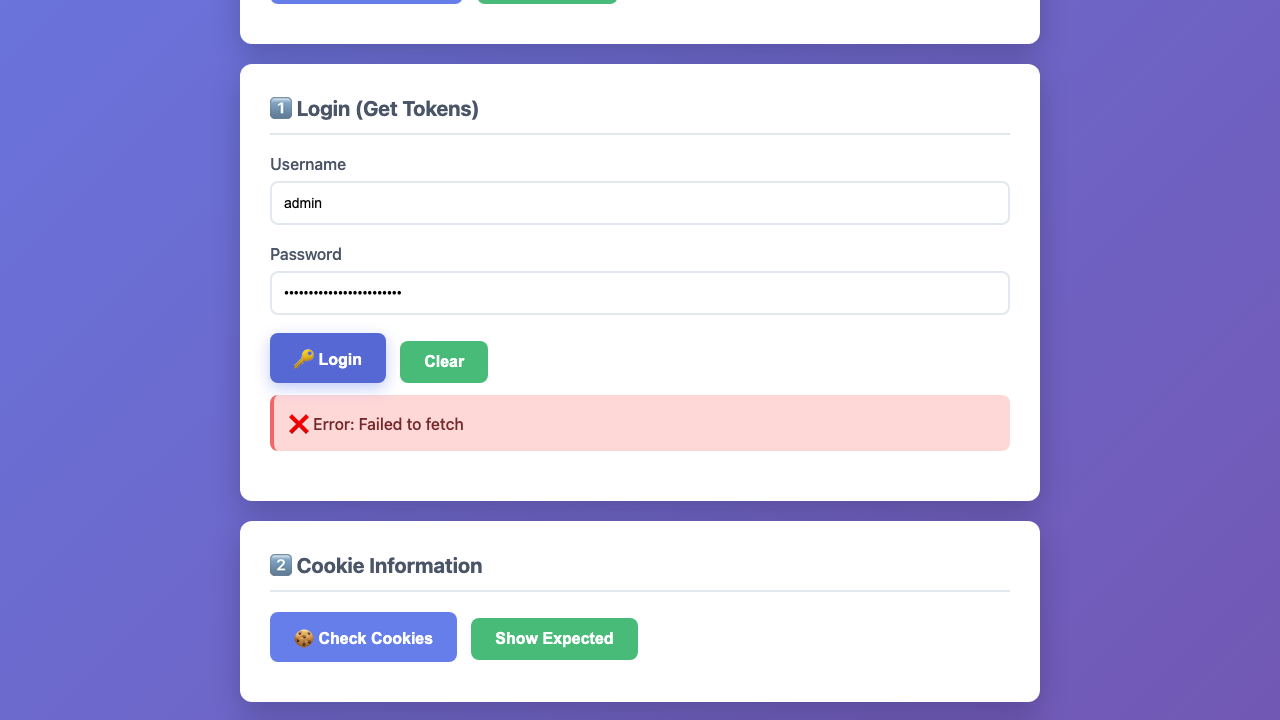 1️⃣ Login (Get Tokens)
Username
admin
Password
••••••••••••••••••••••••
🔑 Login
Clear
❌ Error: Failed to fetch
2️⃣ Cookie Information
🍪 Check Cookies
Show Expected